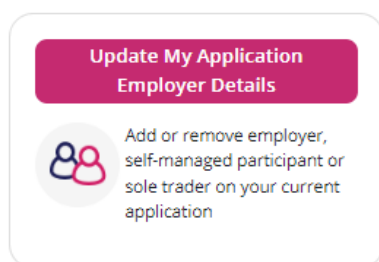 Update My Application
Employer Details
Add or remove employer,
self-managed participant or
sole trader on your current
application